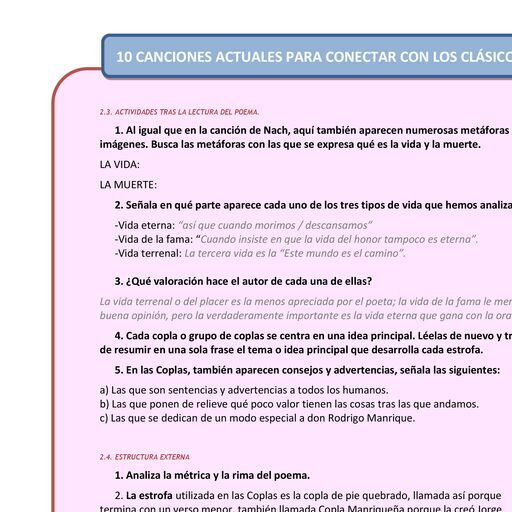 10 CANCIONES ACTUALES PARA CONECTAR CON LOS CLÁSICO
2.3. ACTIVIDADES TRAS LA LECTURA DEL POEMA.
1. Al igual que en la canción de Nach, aquí también aparecen numerosas metáforas
imágenes. Busca las metáforas con las que se expresa qué es la vida y la muerte.
LA VIDA:
LA MUERTE:
2. Señala en qué parte aparece cada uno de los tres tipos de vida que hemos analiza
-Vida eterna: “así que cuando morimos / descansamos”
-Vida de la fama: “Cuando insiste en que la vida del honor tampoco es eterna”.
-Vida terrenal: La tercera vida es la “Este mundo es el camino”.
3. ¿Qué valoración hace el autor de cada una de ellas?
La vida terrenal o del placer es la menos apreciada por el poeta; la vida de la fama le mer
buena opinión, pero la verdaderamente importante es la vida eterna que gana con la ora
4. Cada copla o grupo de coplas se centra en una idea principal. Léelas de nuevo y tr
de resumir en una sola frase el tema o idea principal que desarrolla cada estrofa.
5. En las Coplas, también aparecen consejos y advertencias, señala las siguientes:
a) Las que son sentencias y advertencias a todos los humanos.
b) Las que ponen de relieve qué poco valor tienen las cosas tras las que andamos.
c) Las que se dedican de un modo especial a don Rodrigo Manrique.
2.4. ESTRUCTURA EXTERNA
1. Analiza la métrica y la rima del poema.
2. La estrofa utilizada en las Coplas es la copla de pie quebrado, llamada así porque
termina con un verso menor, también llamada Copla Manriqueña porque la creó Jorge